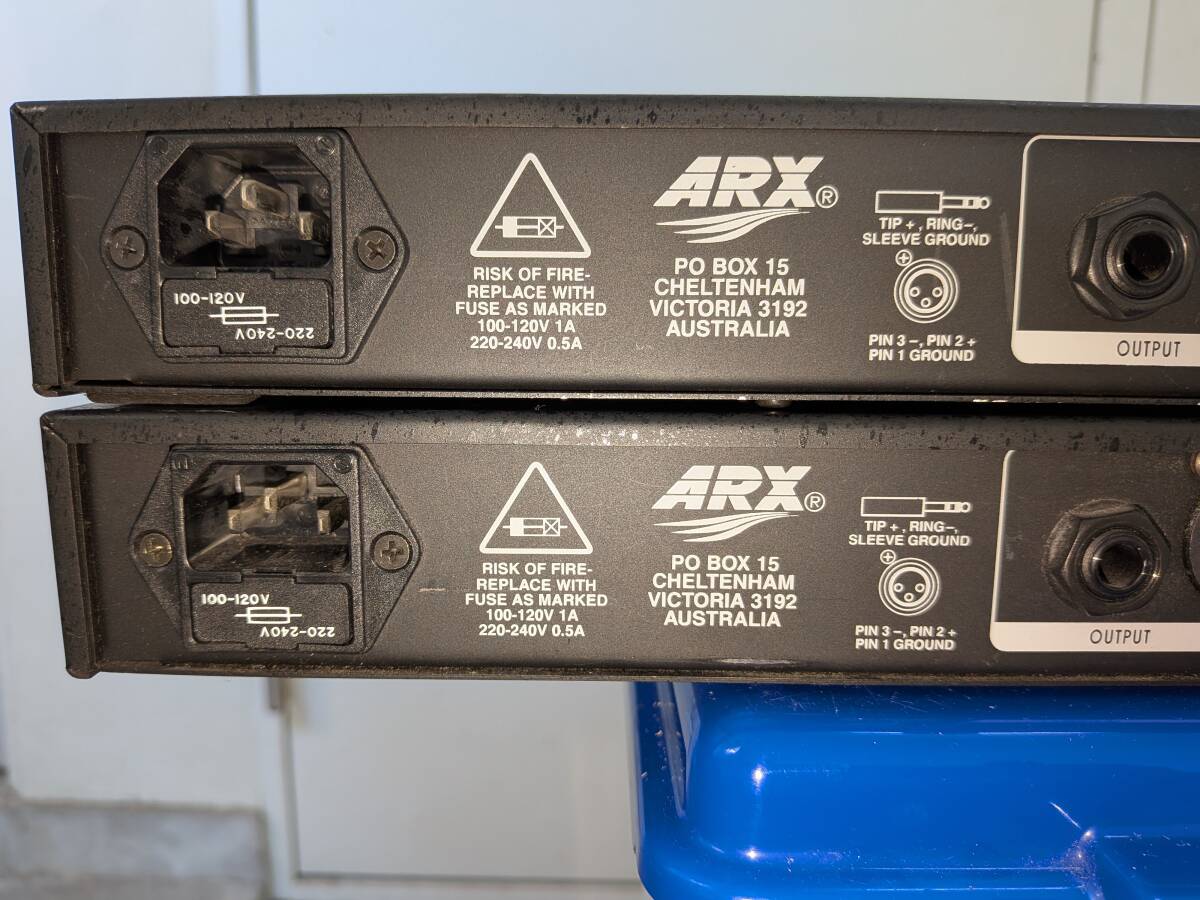 100-120V
220-240V
RISK OF FIRE-
REPLACE WITH
FUSE AS MARKED
100-120V 1A
220-240V 0.5A
ARX®
PO BOX 15
CHELTENHAM
VICTORIA 3192
AUSTRALIA
TIP +, RING-,
SLEEVE GROUND
+
PIN 3 -, PIN 2 +
PIN 1 GROUND
OUTPUT
100-120V
220-240V
RISK OF FIRE-
REPLACE WITH
FUSE AS MARKED
100-120V 1A
220-240V 0.5A
ARX®
PO BOX 15
CHELTENHAM
VICTORIA 3192
AUSTRALIA
TIP +, RING-,
SLEEVE GROUND
+
PIN 3 -, PIN 2 +
PIN 1 GROUND
OUTPUT